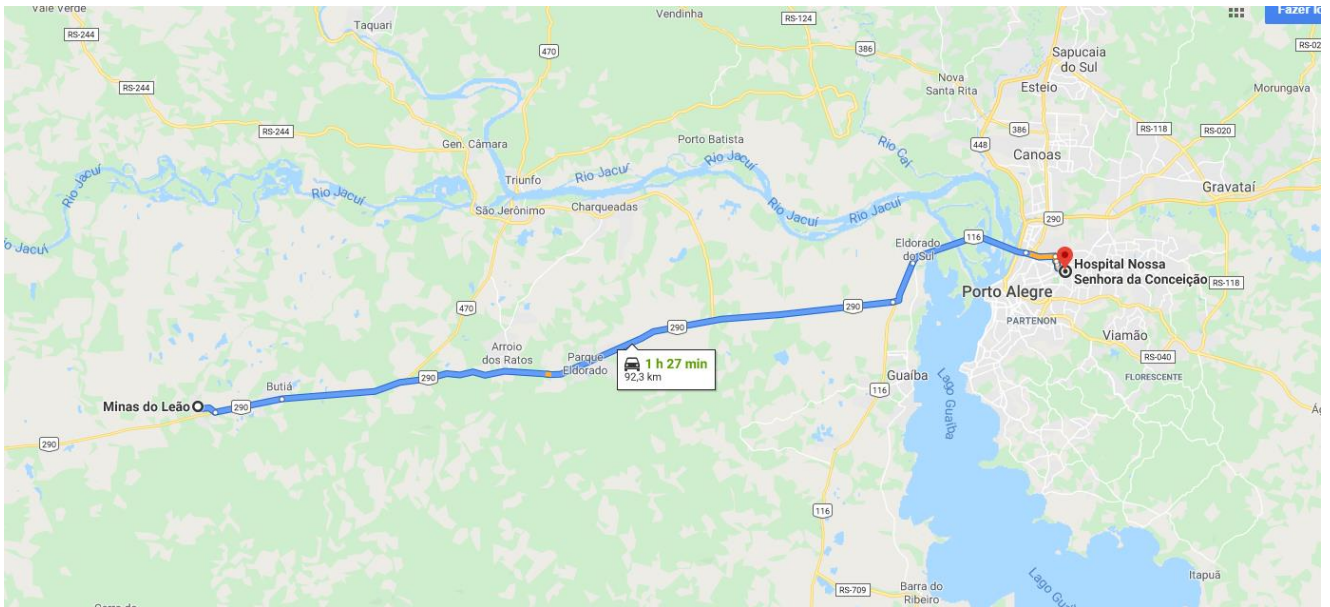 Vale Verde
Taquari
Vendinha
RS-124
Fazer lo
RS-244
470
386
Sapucaia
do Sul
RS-02
RS-244
Nova
Santa Rita
Esteio
Morungava
RS-244
Gen. Câmara
Porto Batista
Rio Caí
448
386
RS-118
RS-020
Canoas
Rio Jacuí
Rio Jacuí
Triunfo
Rio Jacuí
Rio Jacuí
Gravataí
São Jerônimo
Charqueadas
Rio Jacuí
Rio Jacuí
290
io Jacuí
Eldorado
do Sul
116
Hospital Nossa
Senhora da Conceição
RS-118
Porto Alegre
470
290
290
PARTENON
Viamão
Arroio
dos Ratos
Parque
Eldorado
1 h 27 min
92,3 km
RS-040
FLORESCENTE
290
Butiá
116
Guaíba
Lago Guaíba
Minas do Leão
290
290
116
RS-709
Barra do
Ribeiro
Lago Guaíba
Itapuã